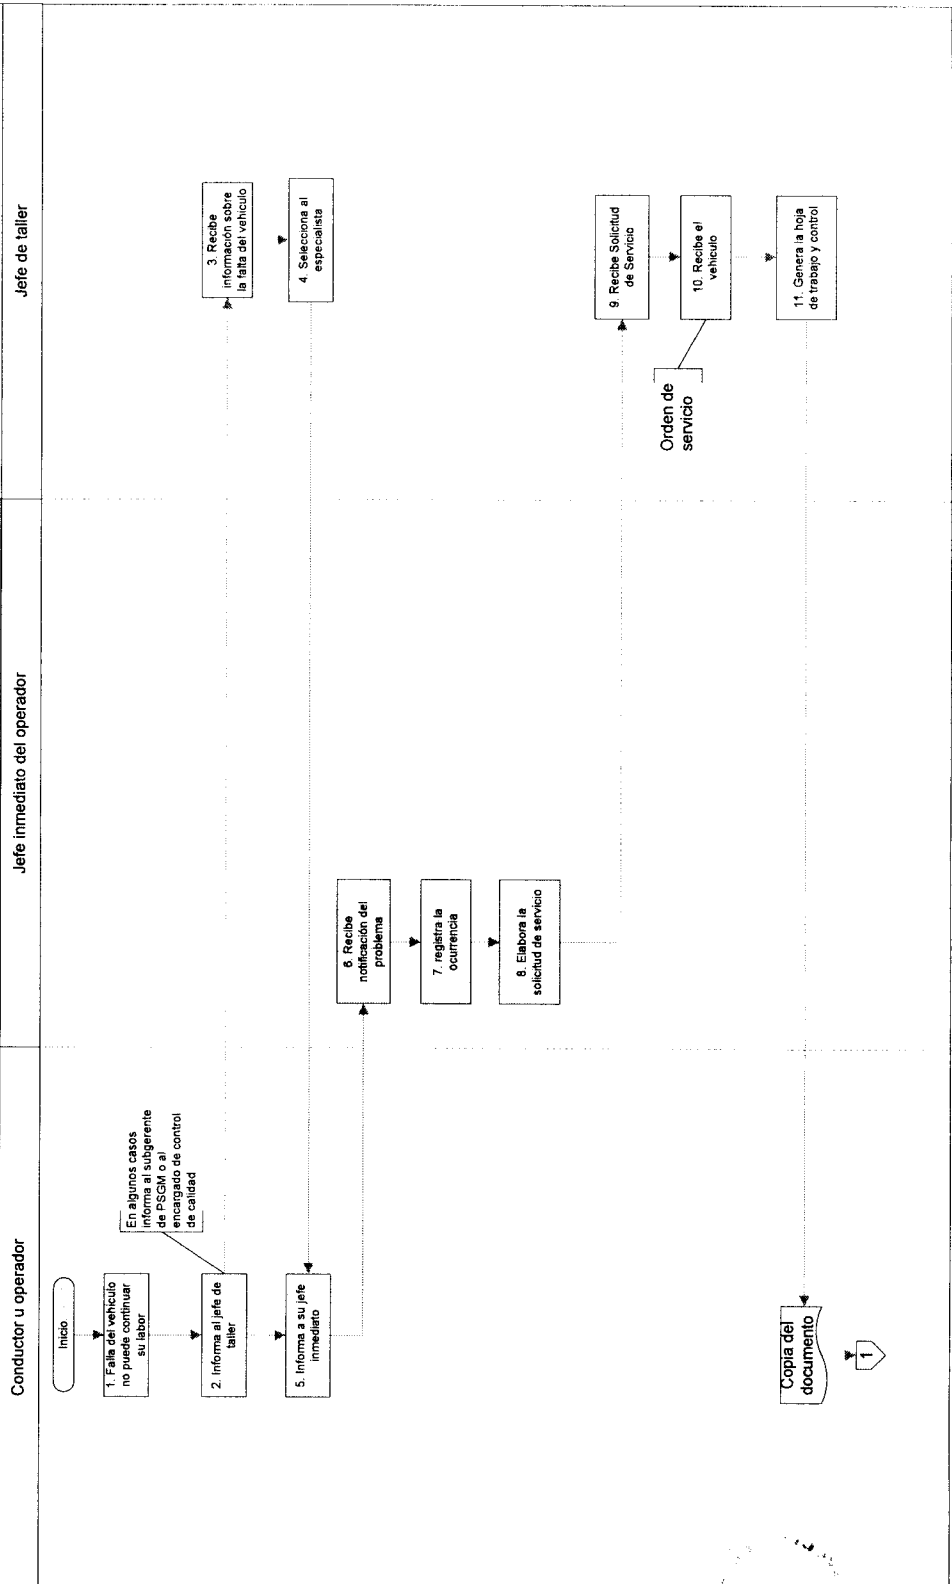 Conductor u operador
Jefe inmediato del operador
Jefe de taller
Inicio
1. Falla del vehiculo
no puede continuar
su labor
En algunos casos
informa al subgerente
de PSGM o al
encargado de control
de calidad
2. Informa al jefe de
taller
3. Recibe
información sobre
la falta del vehiculo
4. Selecciona al
especialista
5. Informa a su jefe
inmediato
6. Recibe
notificación del
problema
7. registra la
ocurrencia
8. Elabora la
solicitud de servicio
9. Recibe Solicitud
de Servicio
10. Recibe el
vehiculo
Orden de
servicio
11. Genera la hoja
de trabajo y control
Copia del
documento
1